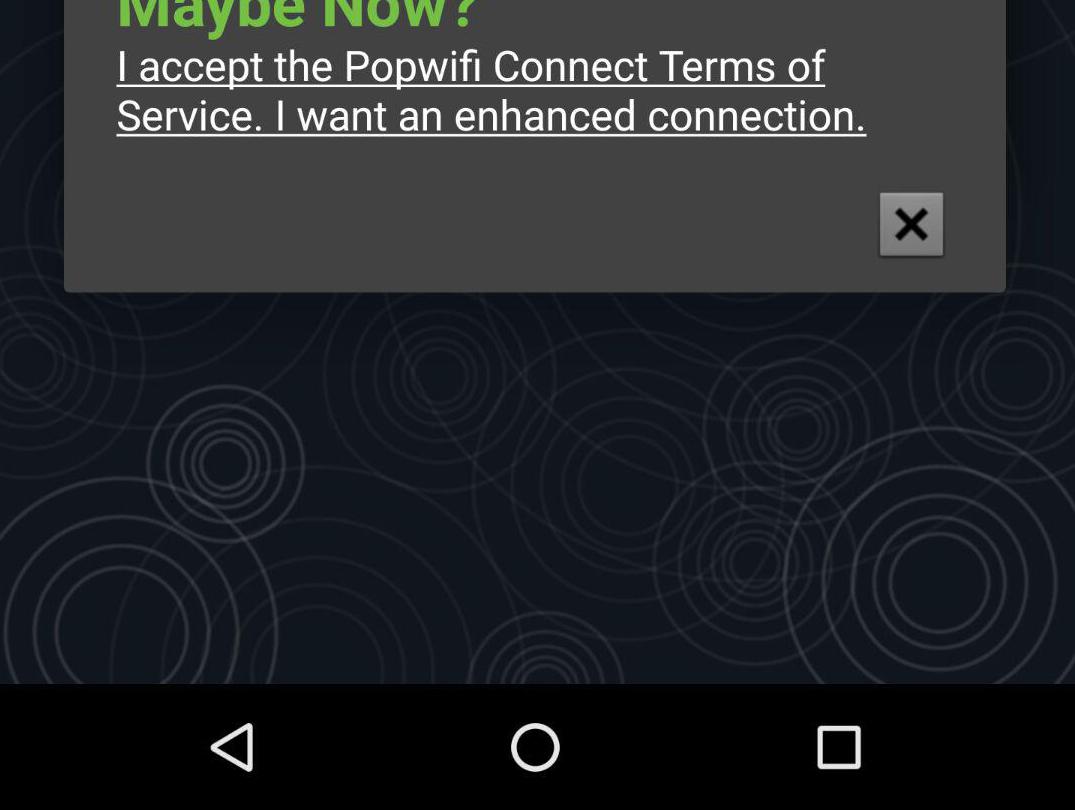 Maybe Now?
I accept the Popwifi Connect Terms of
Service. I want an enhanced connection.